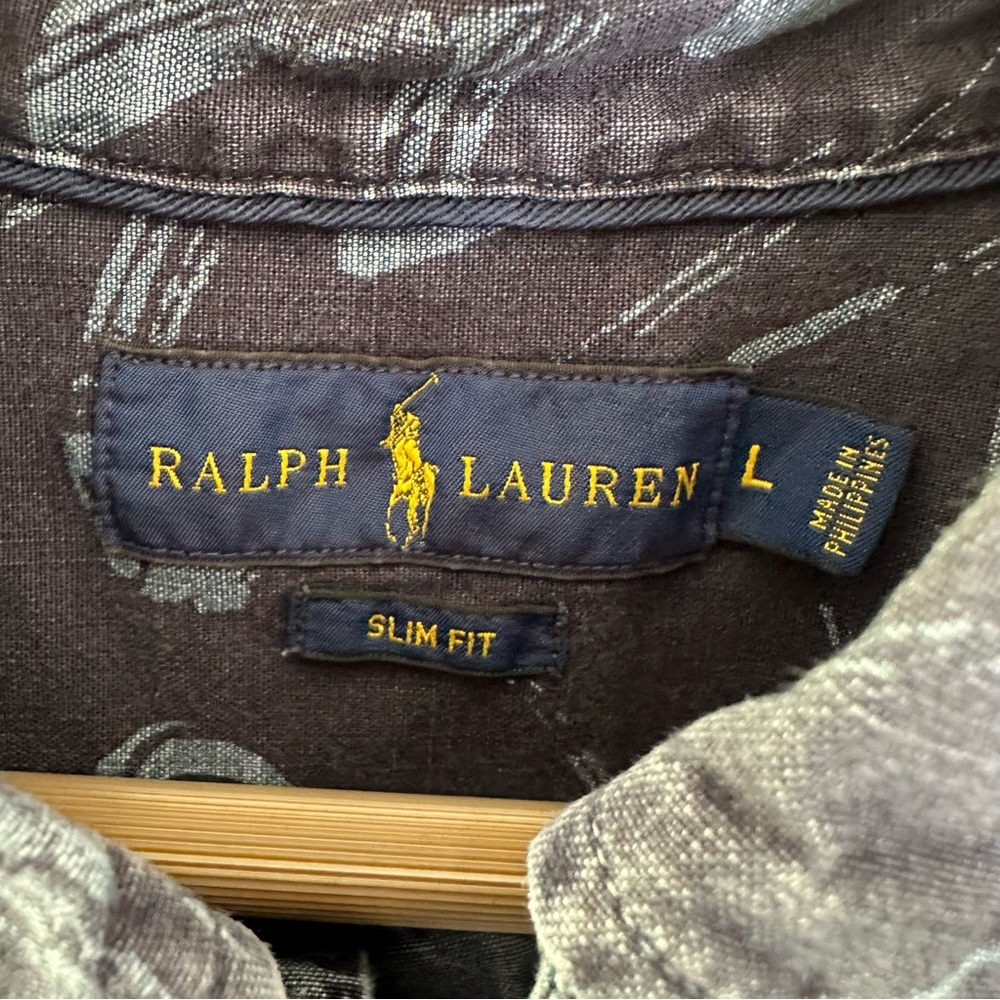 RALPH LAUREN
L
MADE IN
PHILIPPINES
SLIM FIT